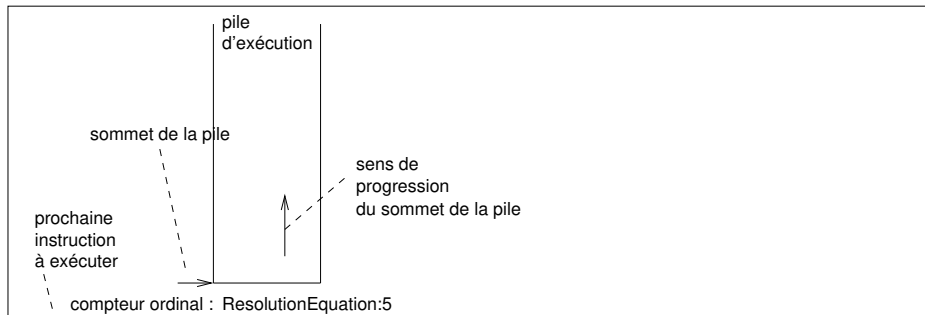 pile
d'exécution
sommet de la pile
sens de
progression
du sommet de la pile
prochaine
instruction
à exécuter
compteur ordinal : ResolutionEquation:5